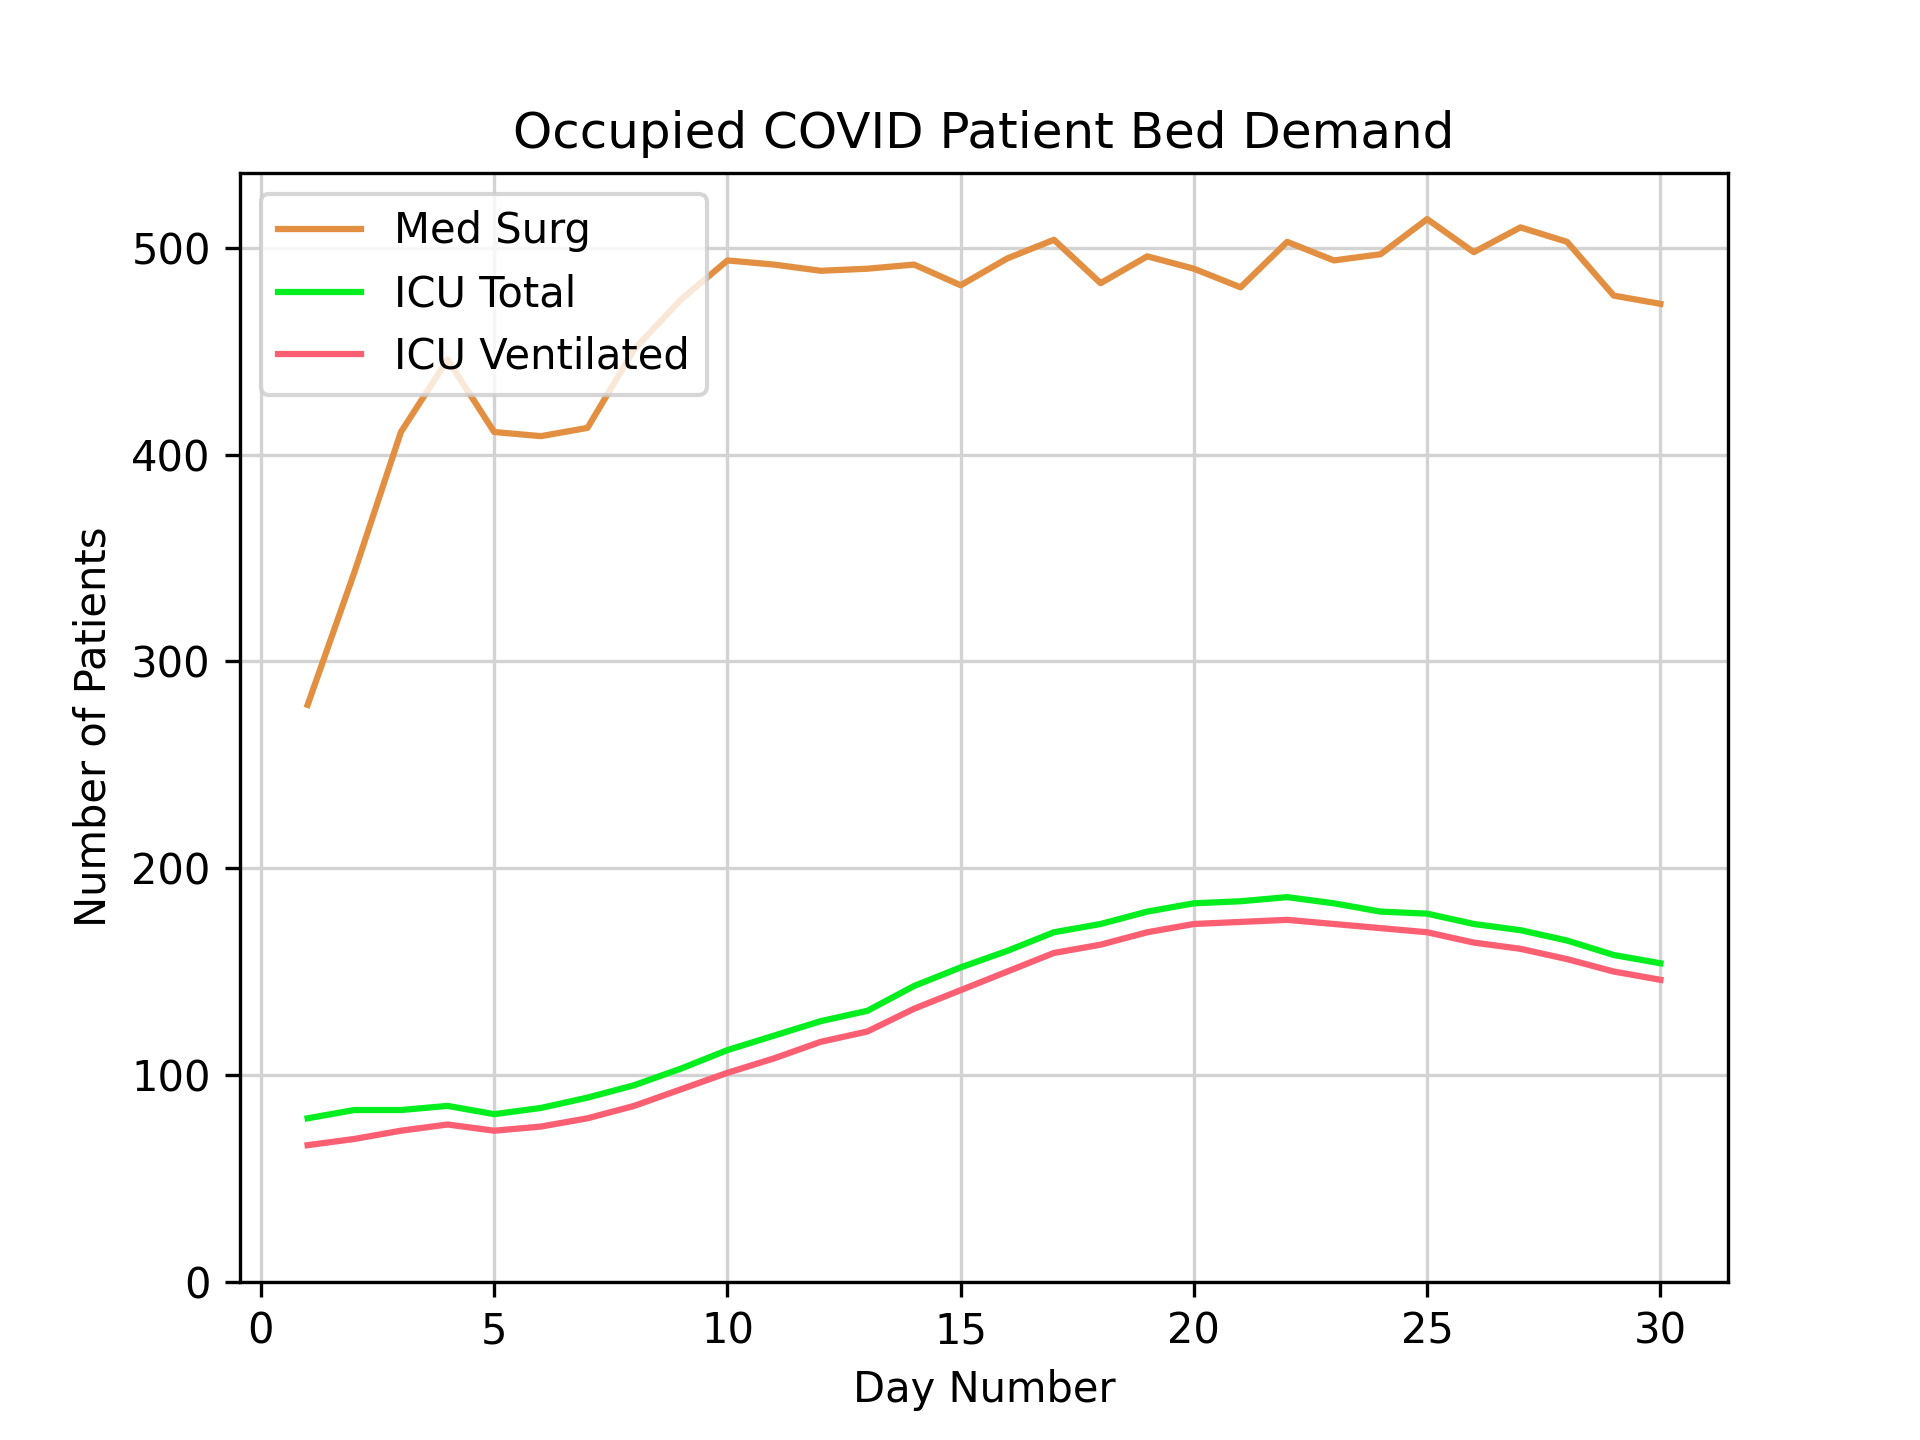 Occupied COVID Patient Bed Demand
Med Surg
ICU Total
ICU Ventilated
500
400
300
200
100
0
Number of Patients
0 5 10 15 20 25 30
Day Number